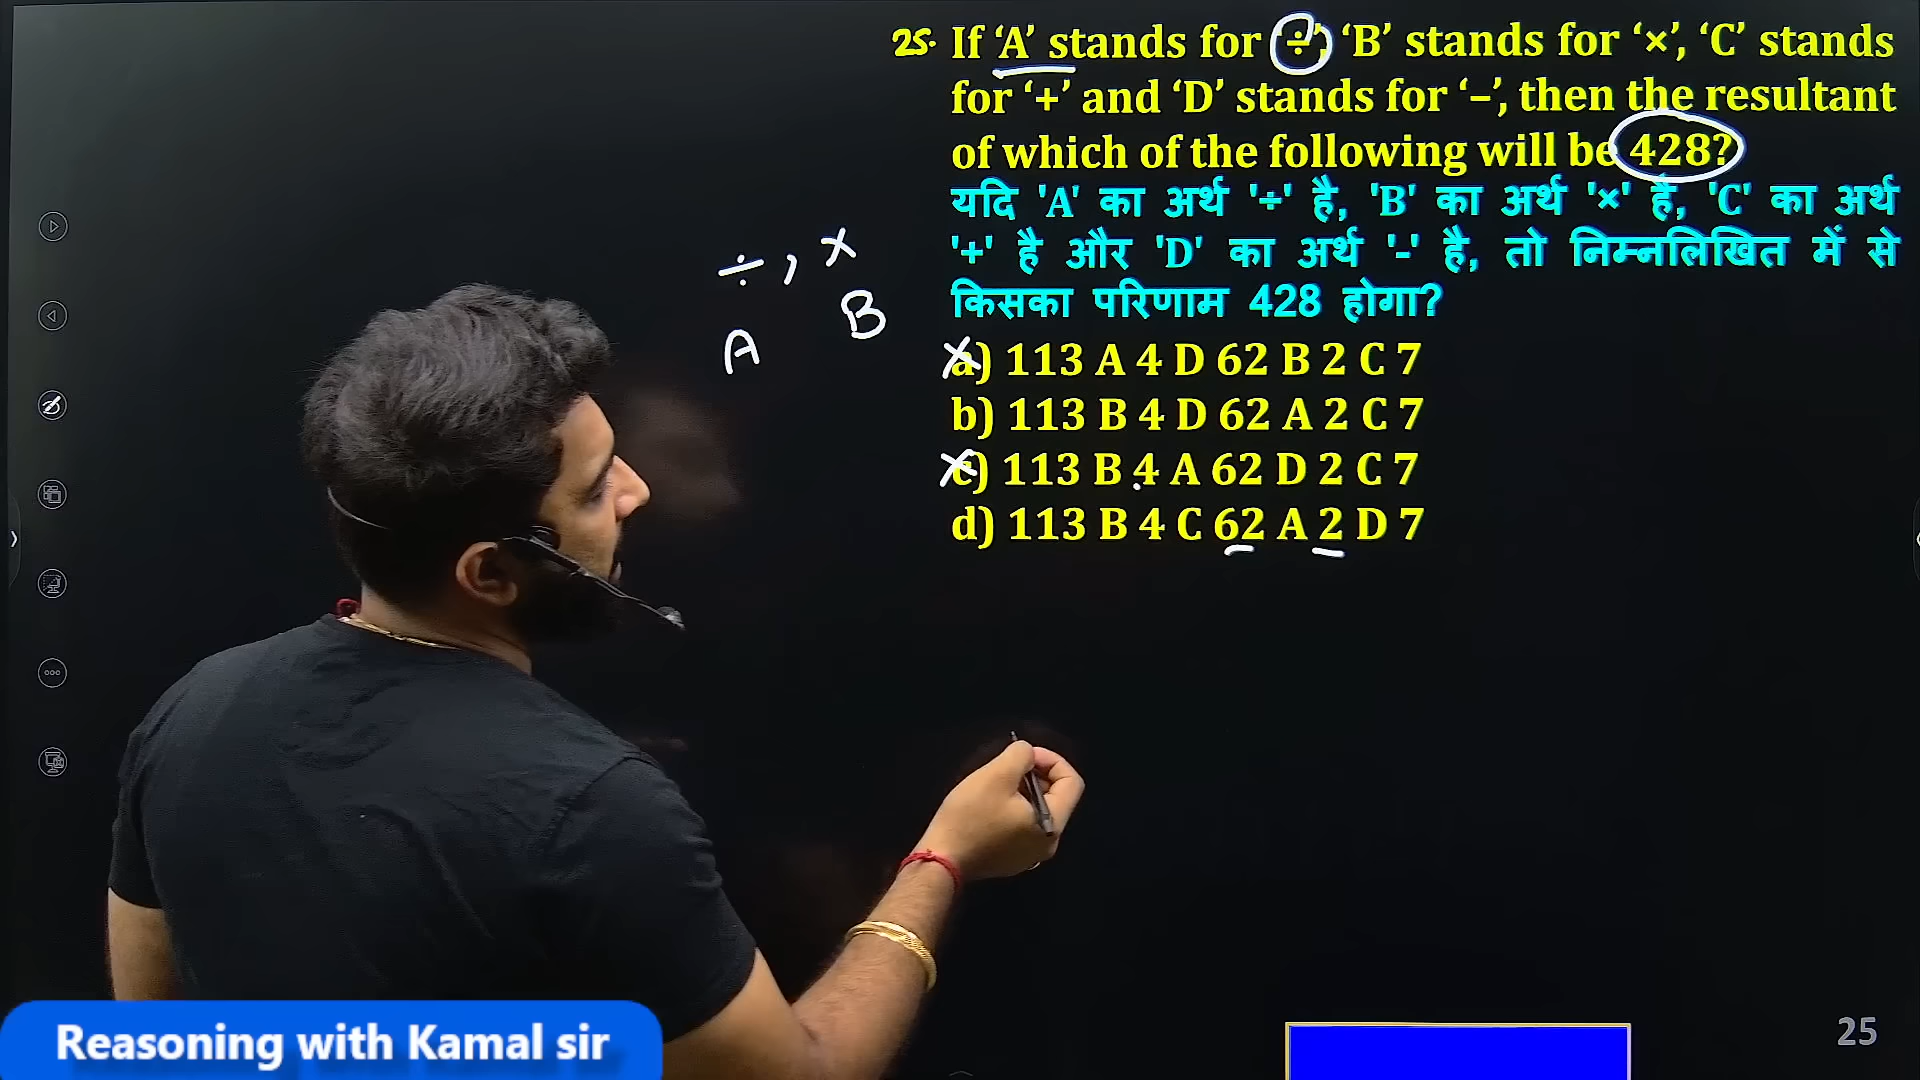 25. If ‘A’ stands for ‘÷’, ‘B’ stands for ‘×’, ‘C’ stands
for ‘+’ and ‘D’ stands for ‘–’, then the resultant
of which of the following will be 428?
यदि 'A' का अर्थ '÷' है, 'B' का अर्थ '×' है, 'C' का अर्थ
'+' है और 'D' का अर्थ '-' है, तो निम्नलिखित में से
किसका परिणाम 428 होगा?
a) 113 A 4 D 62 B 2 C 7
b) 113 B 4 D 62 A 2 C 7
c) 113 B 4 A 62 D 2 C 7
d) 113 B 4 C 62 A 2 D 7
÷, ×
A B
Reasoning with Kamal sir
25